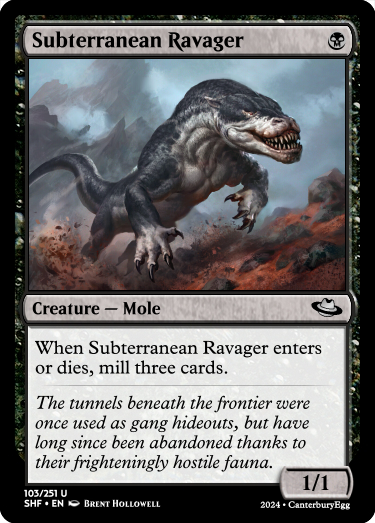 Subterranean Ravager
Creature — Mole
When Subterranean Ravager enters
or dies, mill three cards.
The tunnels beneath the frontier were
once used as gang hideouts, but have
long since been abandoned thanks to
their frighteningly hostile fauna.
1/1
103/251 U
SHF • EN Brent Hollowell
2024 • CanterburyEgg